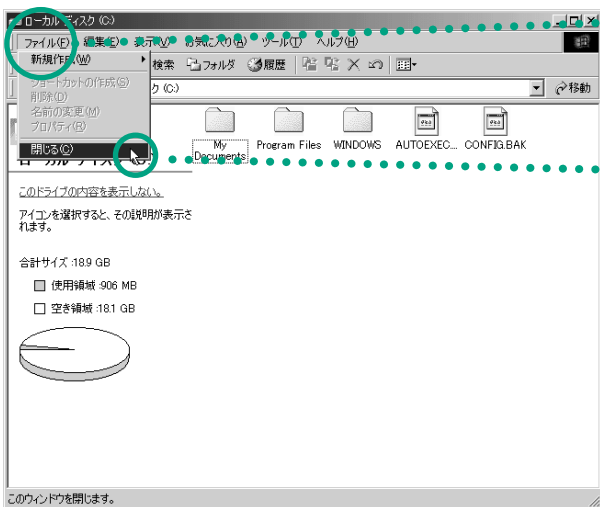 ローカル ディスク (C:)
ファイル(F) 編集(E) 表示(V) お気に入り(A) ツール(T) ヘルプ(H)
新規作成(W) 検索 フォルダ 履歴
ショートカットの作成(S)
削除(D)
ク (C:) 移動
名前の変更(M)
プロパティ(R)
閉じる(C)
My Documents Program Files WINDOWS AUTOEXEC... CONFIG.BAK
ローカル ディスク (C:)
このドライブの内容を表示しない。
アイコンを選択すると、その説明が表示さ
れます。
合計サイズ :18.9 GB
使用領域 :906 MB
空き領域 :18.1 GB
このウィンドウを閉じます。